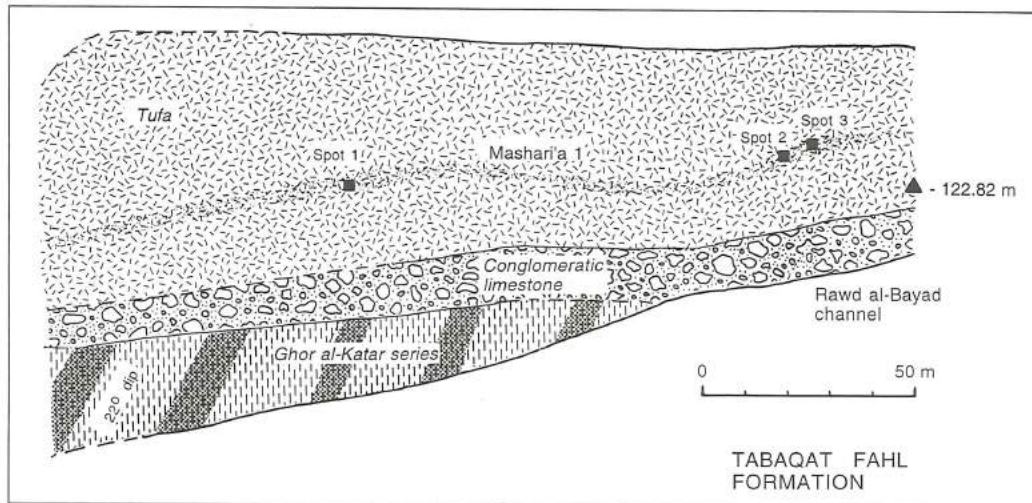 Tufa
Spot 1
Mashari'a 1
Spot 2
Spot 3
- 122.82 m
Conglomeratic
limestone
Rawd al-Bayad
channel
Ghor al-Katar series
220 dip
0 50 m
TABAQAT FAHL
FORMATION